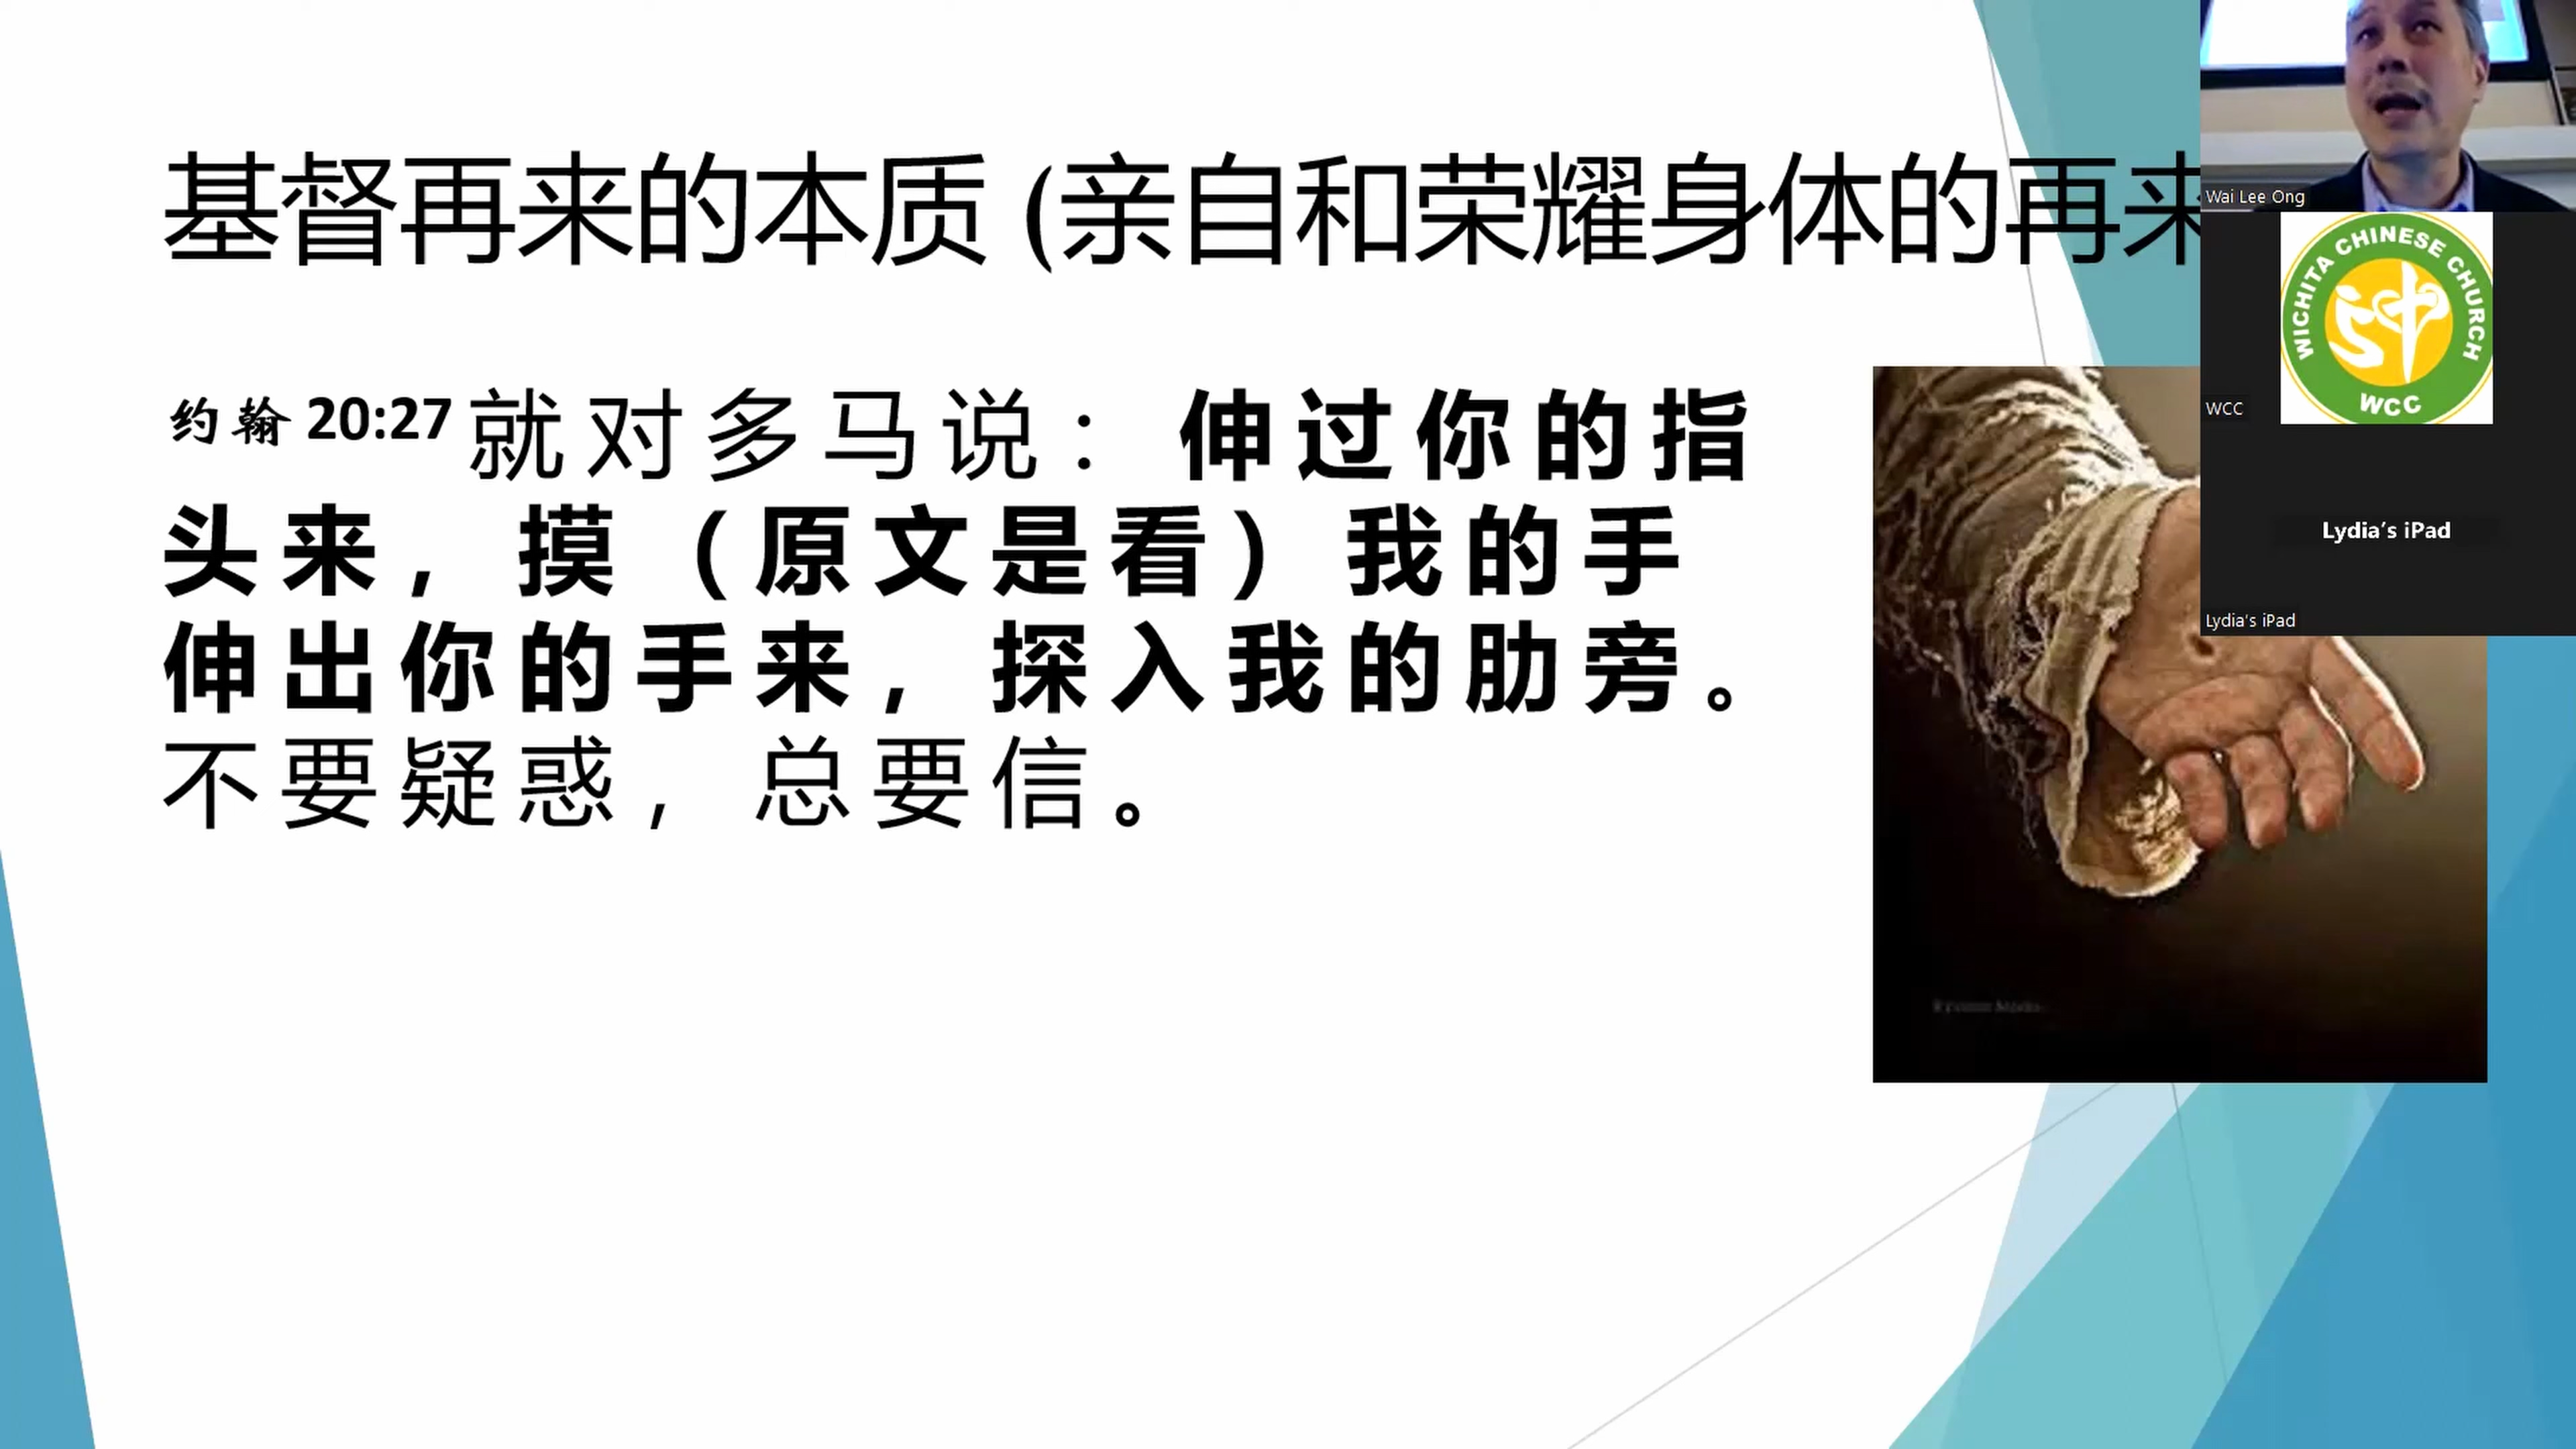 基督再来的本质 (亲自和荣耀身体的再来
约翰 20:27 就对多马说：伸过你的指
头来，摸（原文是看）我的手
伸出你的手来，探入我的肋旁。
不要疑惑，总要信。
Wai Lee Ong
WICHITA CHINESE CHURCH
WCC
WCC
Lydia’s iPad
Lydia's iPad